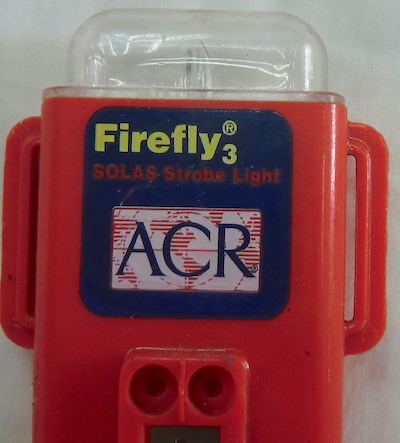 Firefly®3
SOLAS Strobe Light
ACR®